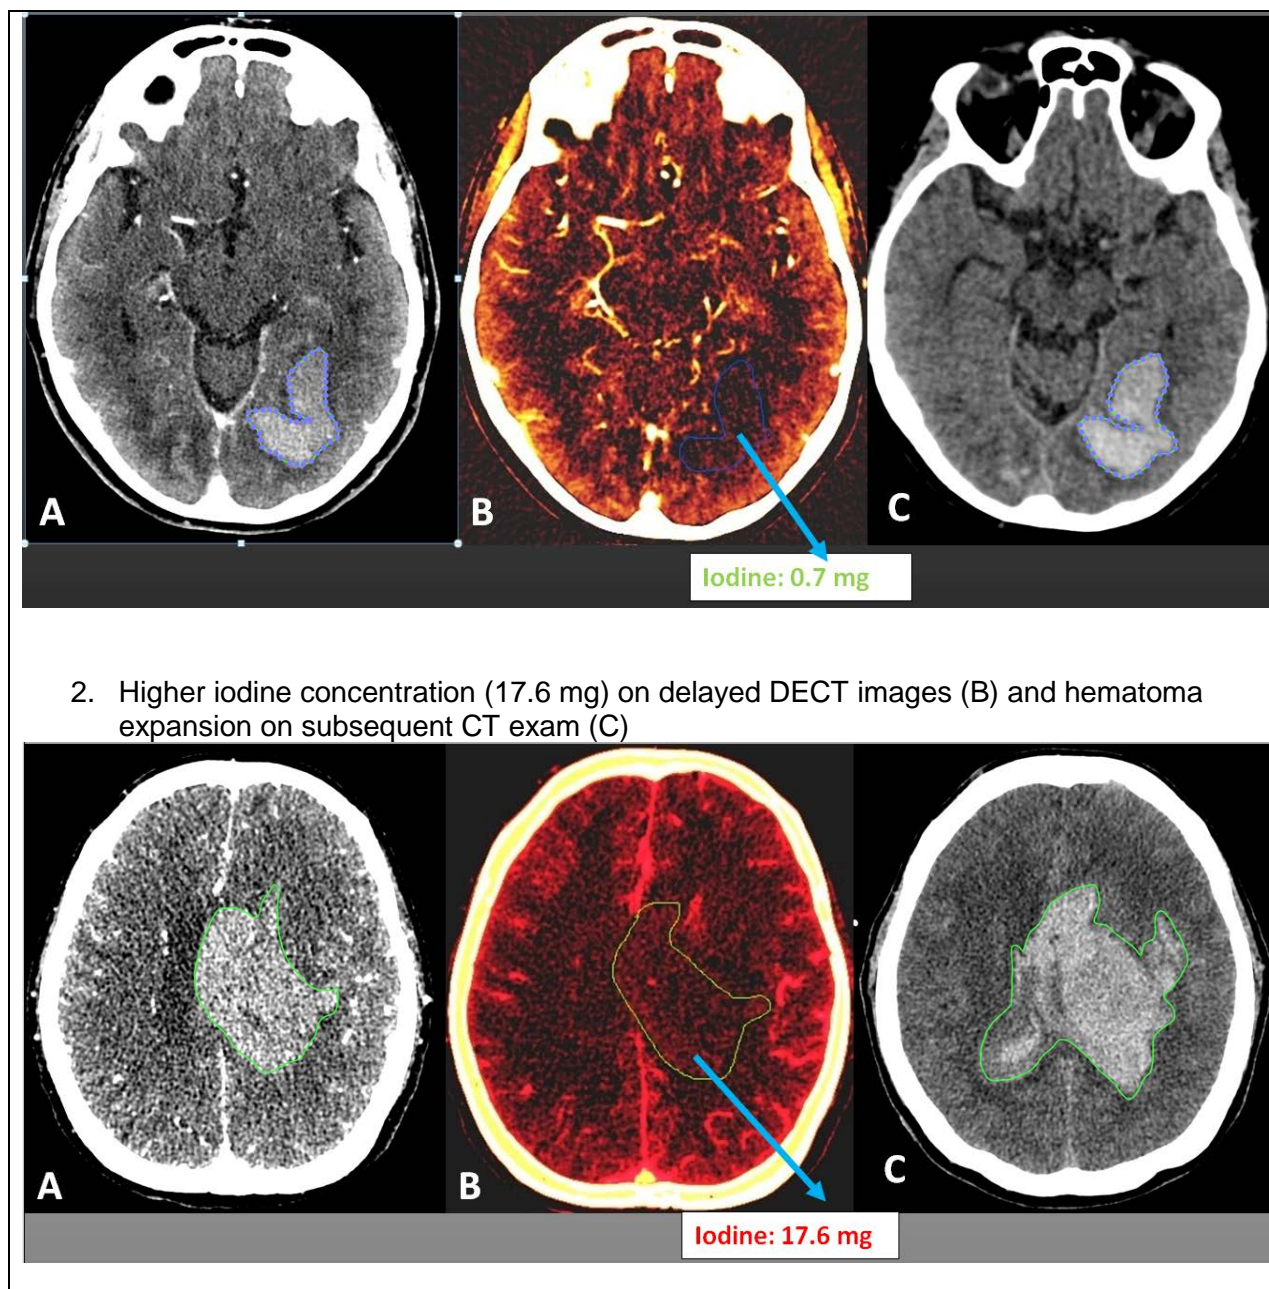 A
B
C
Iodine: 0.7 mg
2. Higher iodine concentration (17.6 mg) on delayed DECT images (B) and hematoma
expansion on subsequent CT exam (C)
A
B
C
Iodine: 17.6 mg